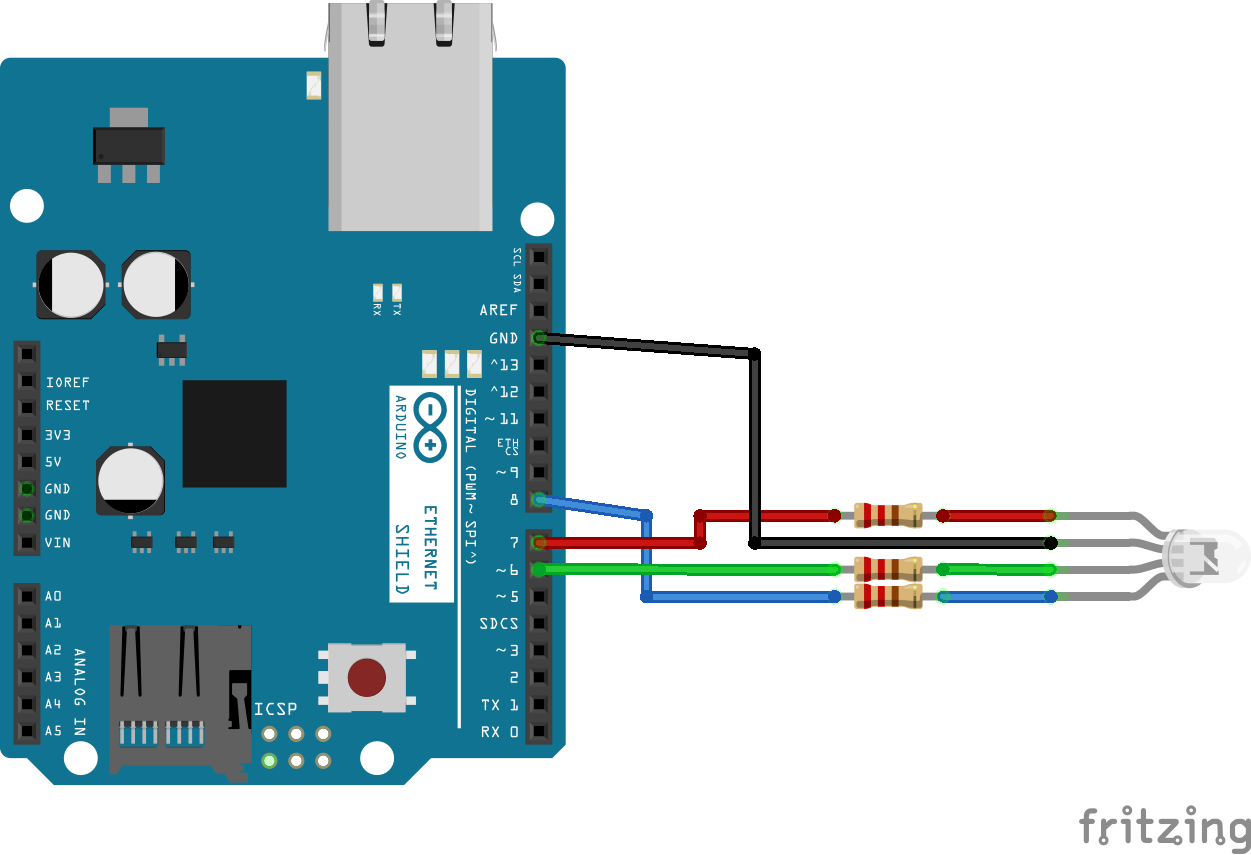 SCL SDA
RX
TX
AREF
GND
^13
^12
~11
ETH
CS
~9
8
7
~6
~5
SDCS
~3
2
TX 1
RX 0
DIGITAL (PWM~ SPI^)
ARDUINO
ETHERNET
SHIELD
IOREF
RESET
3V3
5V
GND
GND
VIN
A0
A1
A2
A3
A4
A5
ANALOG IN
ICSP
fritzing